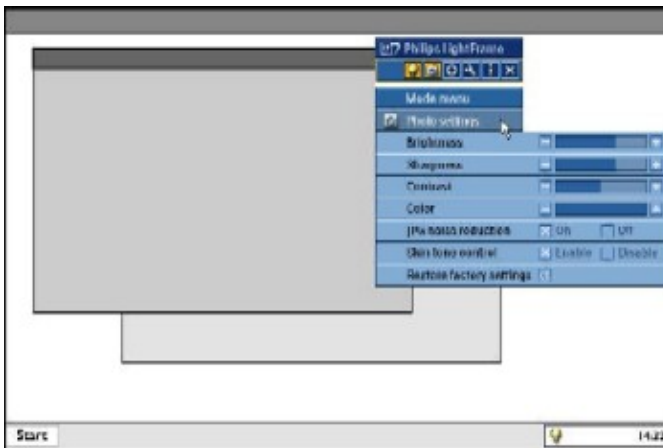 Philips LightFrame
Mode menu
Photo settings
Brightness
Sharpness
Contrast
Color
JPG noise reduction On Off
Skin tone control Enable Disable
Restore factory settings
Start